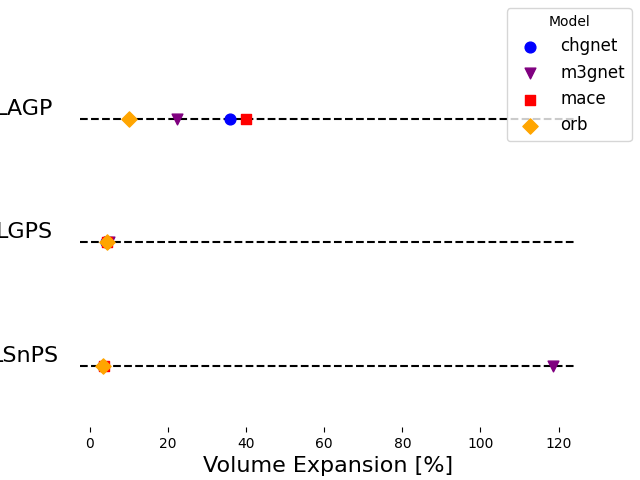 Model
chgnet
m3gnet
mace
orb
LAGP
LGPS
LSnPS
0 20 40 60 80 100 120
Volume Expansion [%]